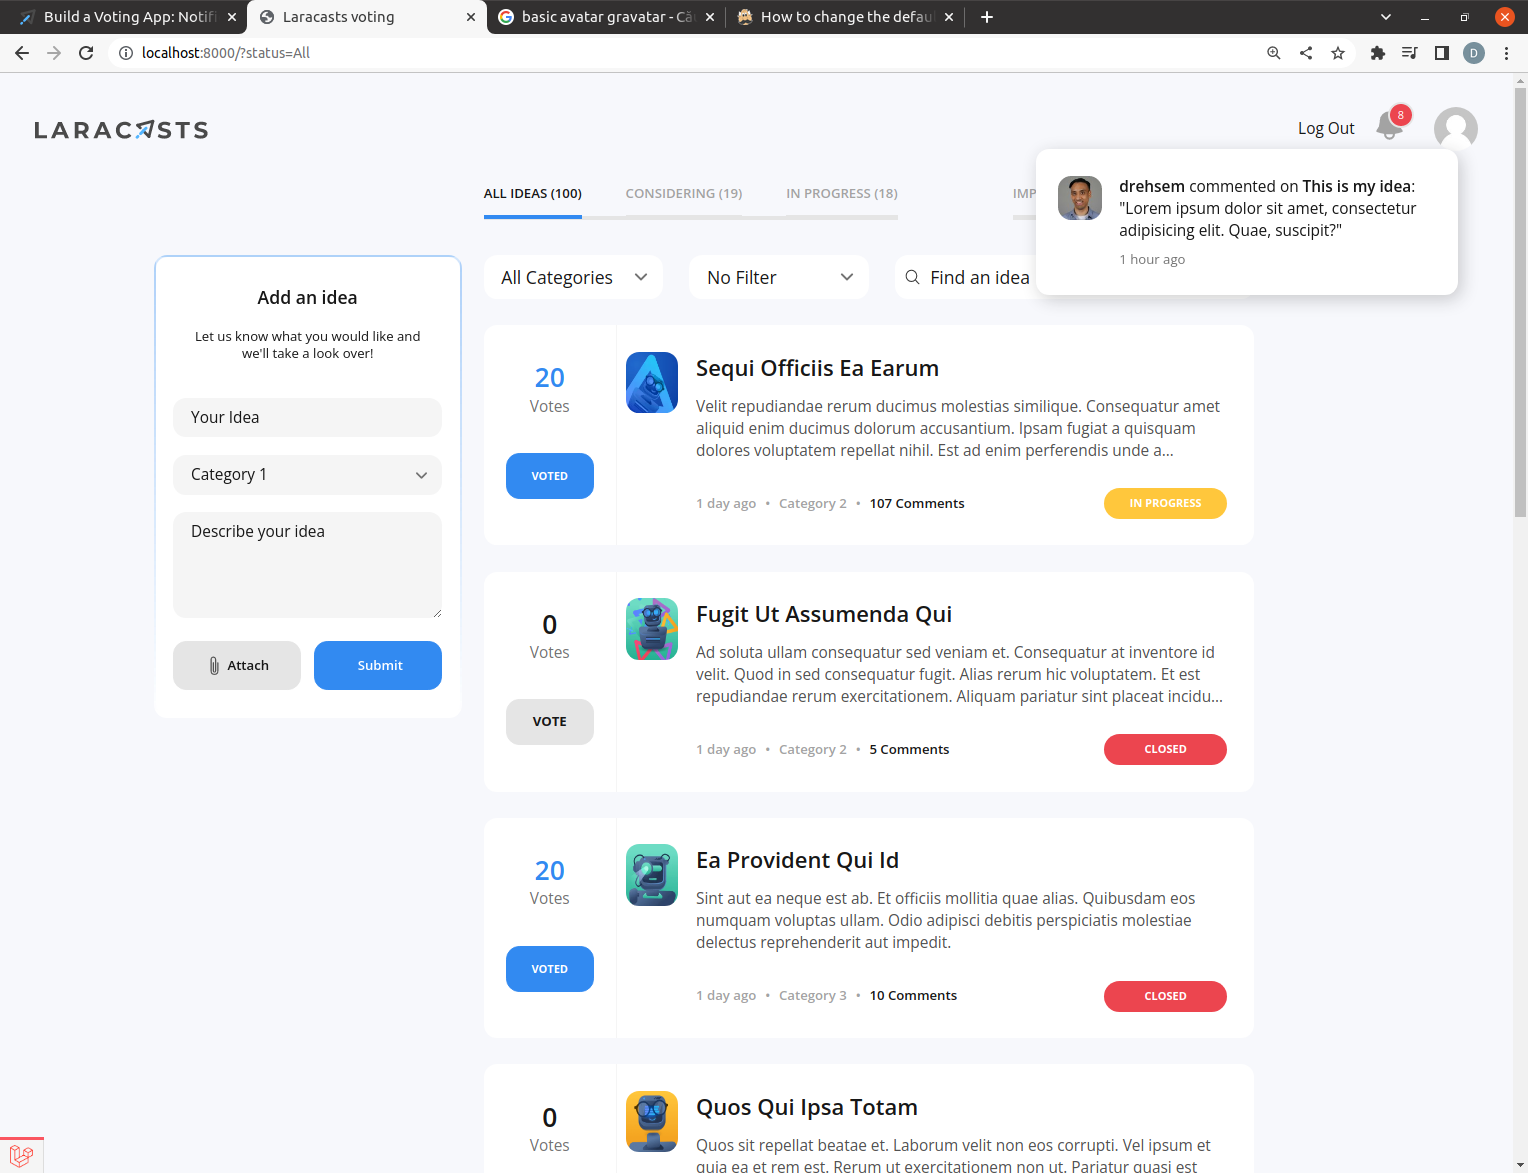 Build a Voting App: Notifi
Laracasts voting
basic avatar gravatar - Că
How to change the defau
localhost:8000/?status=All
D
LARACASTS
Log Out
8
ALL IDEAS (100)
CONSIDERING (19)
IN PROGRESS (18)
IMP
drehsem commented on This is my idea:
"Lorem ipsum dolor sit amet, consectetur
adipisicing elit. Quae, suscipit?"
1 hour ago
All Categories
No Filter
Find an idea
Add an idea
Let us know what you would like and
we'll take a look over!
Your Idea
Category 1
Describe your idea
Attach
Submit
20
Votes
VOTED
Sequi Officiis Ea Earum
Velit repudiandae rerum ducimus molestias similique. Consequatur amet
aliquid enim ducimus dolorum accusantium. Ipsam fugiat a quisquam
dolores voluptatem repellat nihil. Est ad enim perferendis unde a...
1 day ago • Category 2 • 107 Comments
IN PROGRESS
0
Votes
VOTE
Fugit Ut Assumenda Qui
Ad soluta ullam consequatur sed veniam et. Consequatur at inventore id
velit. Quod in sed consequatur fugit. Alias rerum hic voluptatem. Et est
repudiandae rerum exercitationem. Aliquam pariatur sint placeat incidu...
1 day ago • Category 2 • 5 Comments
CLOSED
20
Votes
VOTED
Ea Provident Qui Id
Sint aut ea neque est ab. Et officiis mollitia quae alias. Quibusdam eos
numquam voluptas ullam. Odio adipisci debitis perspiciatis molestiae
delectus reprehenderit aut impedit.
1 day ago • Category 3 • 10 Comments
CLOSED
0
Votes
Quos Qui Ipsa Totam
Quos sit repellat beatae et. Laborum velit non eos corrupti. Vel ipsum et
quia ea et rem est. Rerum ut exercitationem non ut. Pariatur quasi est